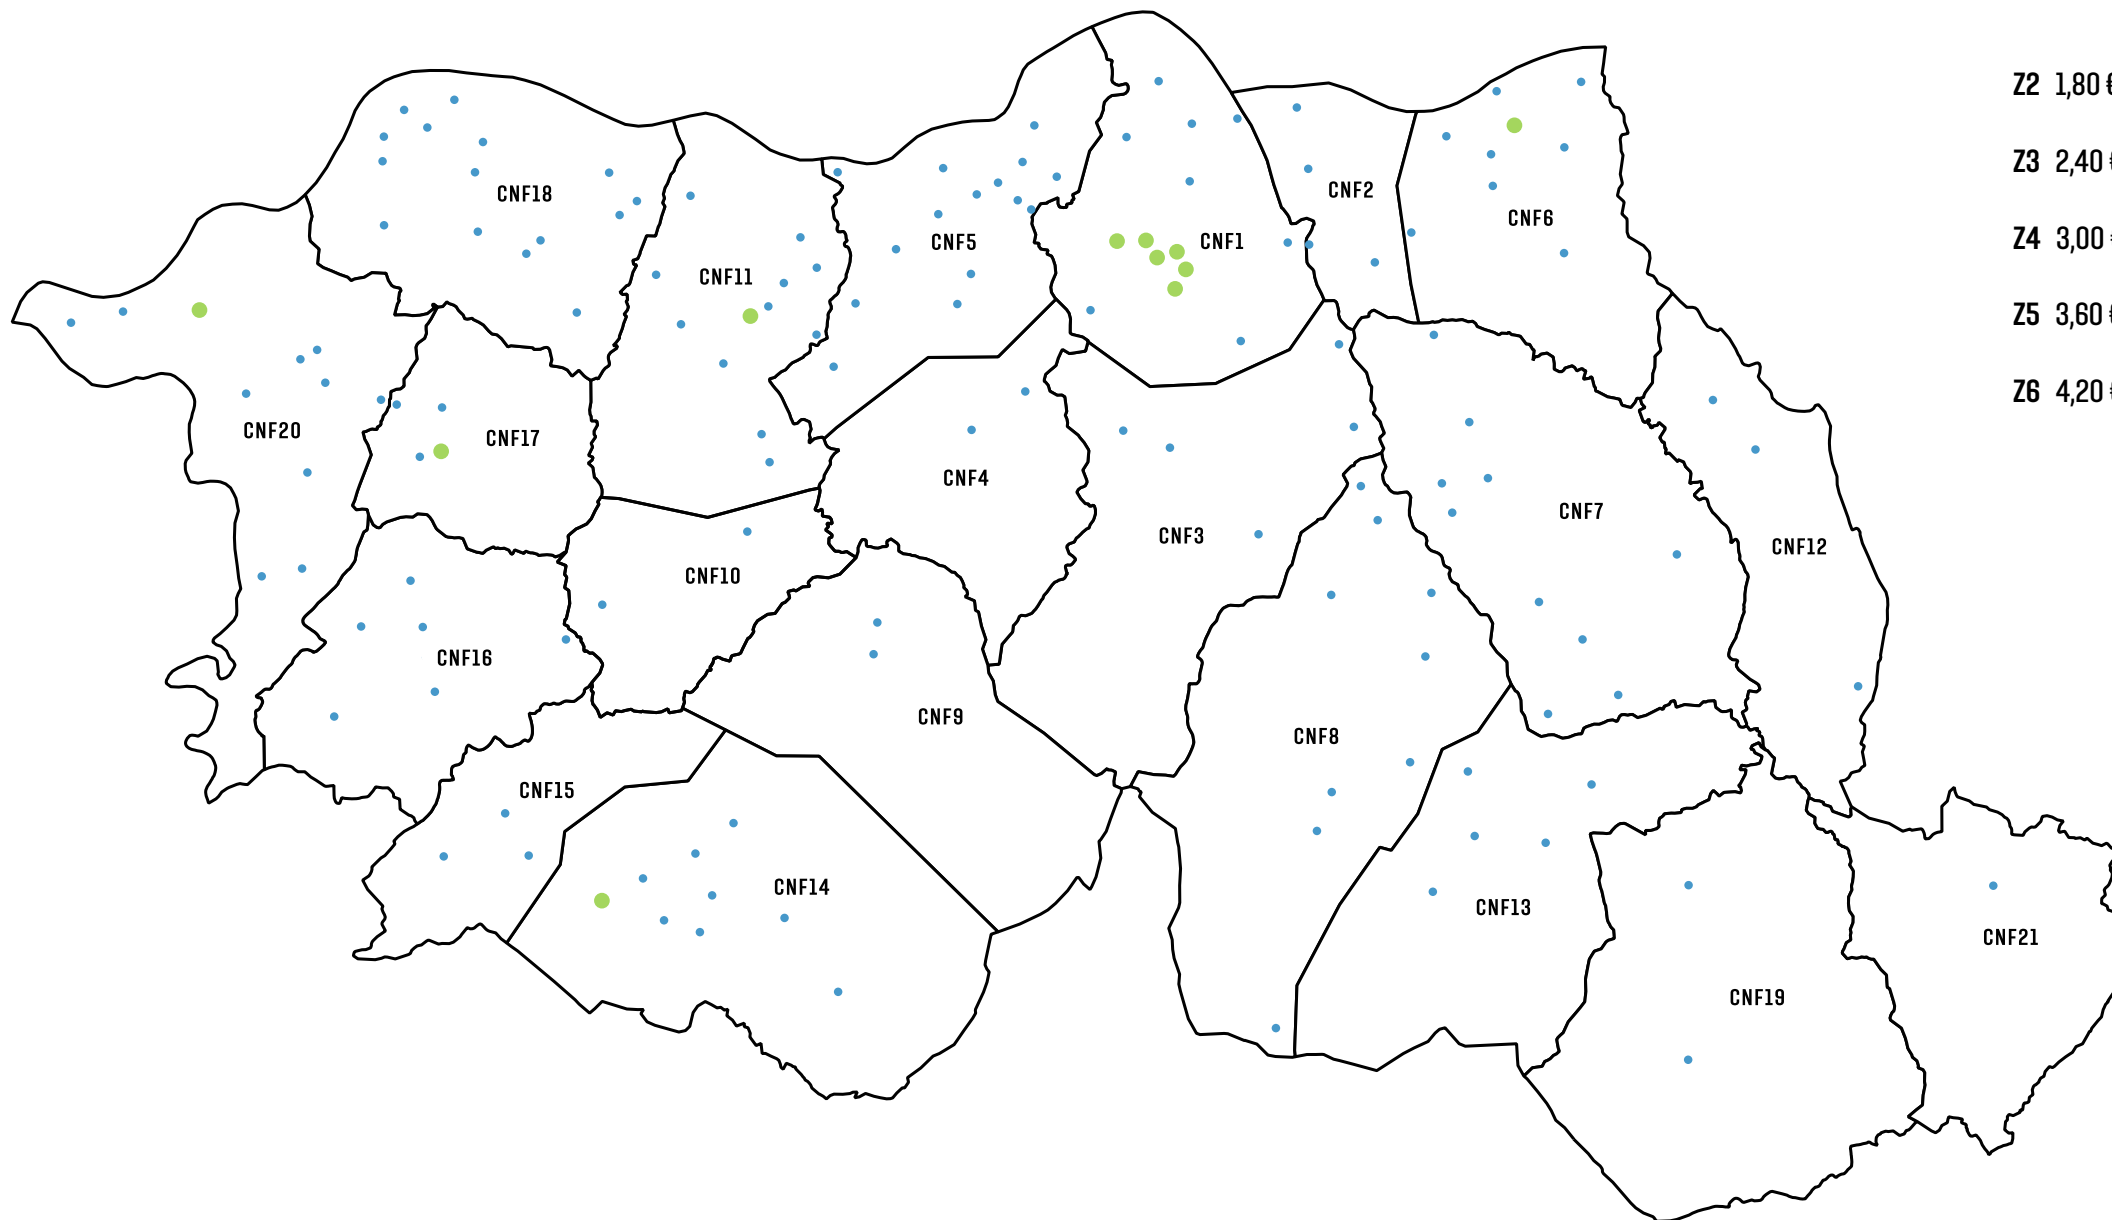 Z2 1,80 €
CNF18
CNF2
Z3 2,40 €
CNF6
CNF5
CNF1
Z4 3,00
CNF11
Z5 3,60 €
Z6 4,20 €
CNF20
CNF17
CNF4
CNF7
CNF3
CNF12
CNF10
CNF16
CNF9
CNF8
CNF15
CNF14
CNF13
CNF21
CNF19